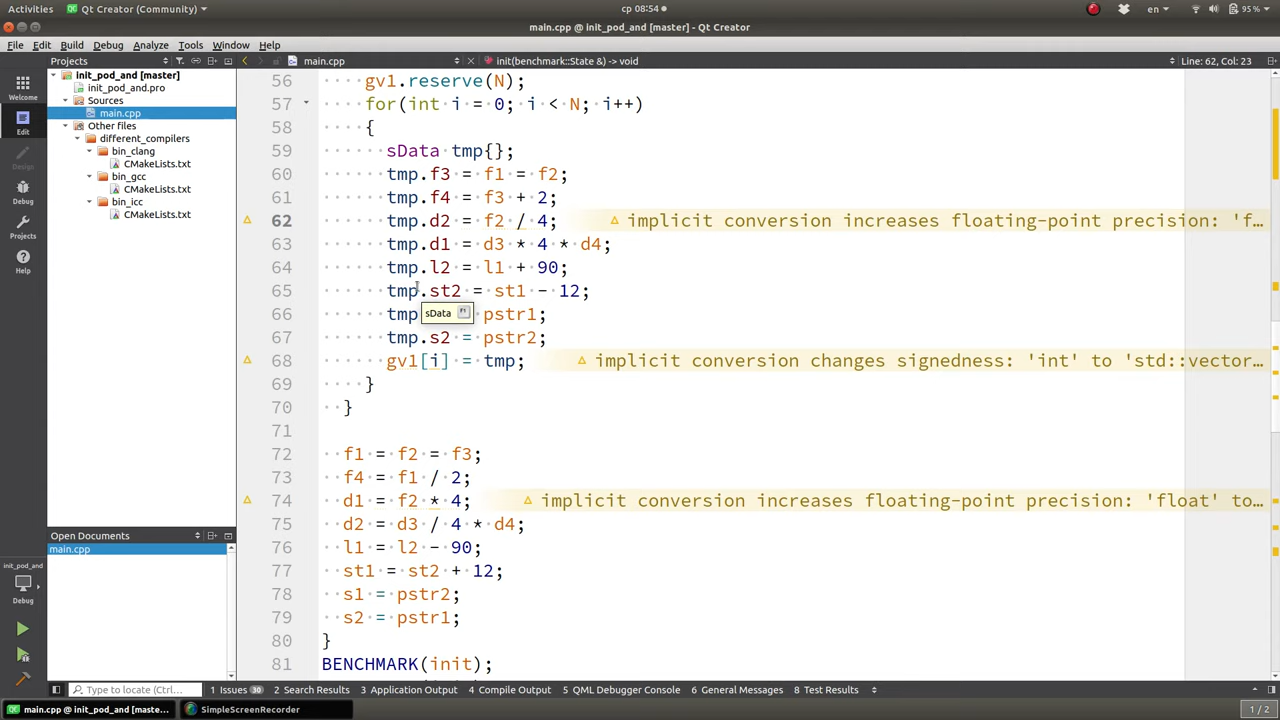 Activities Qt Creator (Community) ср 08:54 en 95 %
main.cpp @ init_pod_and [master] - Qt Creator
File Edit Build Debug Analyze Tools Window Help
Projects main.cpp init(benchmark::State &) -> void Line: 62, Col: 23
Welcome
Edit
Design
Debug
Projects
Help
init_pod_and
Debug
init_pod_and [master]
init_pod_and.pro
Sources
main.cpp
Other files
different_compilers
bin_clang
CMakeLists.txt
bin_gcc
CMakeLists.txt
bin_icc
CMakeLists.txt
Open Documents
main.cpp
56 gv1.reserve(N);
57 for(int i = 0; i < N; i++)
58 {
59 sData tmp{};
60 tmp.f3 = f1 = f2;
61 tmp.f4 = f3 + 2;
62 tmp.d2 = f2 / 4; implicit conversion increases floating-point precision: 'f...
63 tmp.d1 = d3 * 4 * d4;
64 tmp.l2 = l1 + 90;
65 tmp.st2 = st1 - 12;
66 tmp pstr1;
sData
67 tmp.s2 = pstr2;
68 gv1[i] = tmp; implicit conversion changes signedness: 'int' to 'std::vector...
69 }
70 }
71
72 f1 = f2 = f3;
73 f4 = f1 / 2;
74 d1 = f2 * 4; implicit conversion increases floating-point precision: 'float' to...
75 d2 = d3 / 4 * d4;
76 l1 = l2 - 90;
77 st1 = st2 + 12;
78 s1 = pstr2;
79 s2 = pstr1;
80 }
81 BENCHMARK(init);
Type to locate (Ctrl... 1 Issues 30 2 Search Results 3 Application Output 4 Compile Output 5 QML Debugger Console 6 General Messages 8 Test Results
main.cpp @ init_pod_and [maste... SimpleScreenRecorder 1 / 2